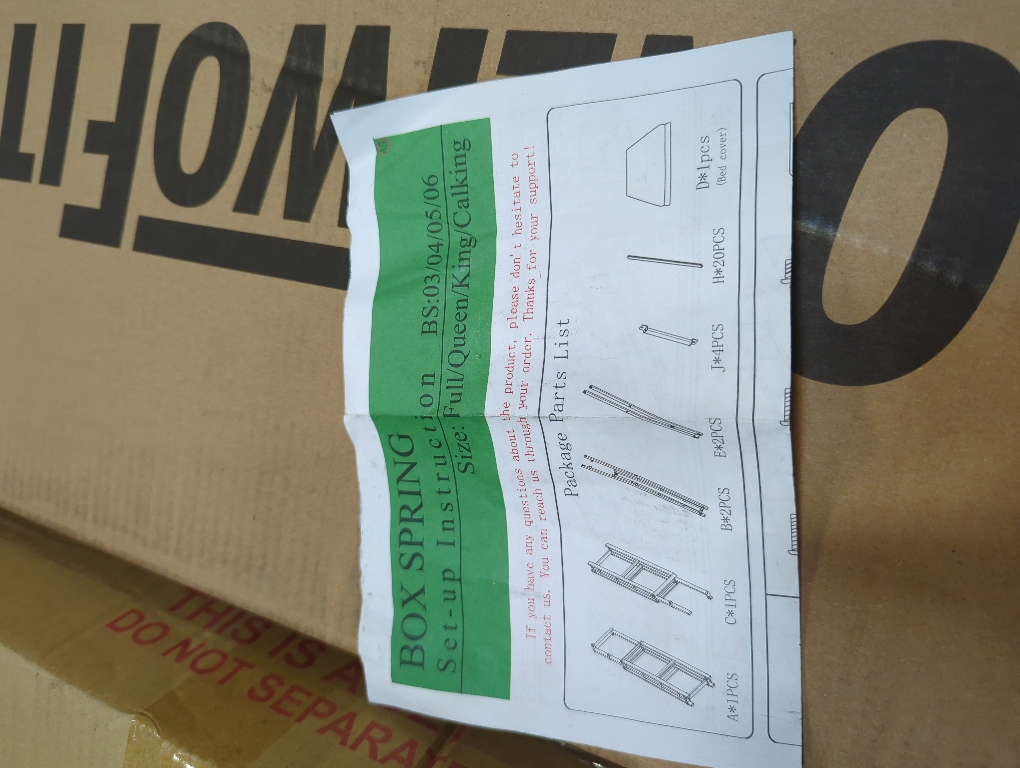 BOX SPRING
Set-up Instruction BS:03/04/05/06
Size: Full/Queen/King/Calking
If you have any questions about the product, please don't hesitate to
contact us. You can reach us through your order. Thanks for your support!
Package Parts List
A*1PCS
C*1PCS
B*2PCS
E*2PCS
J*4PCS
H*20PCS
D*1pcs
(Bed cover)
THIS IS A
DO NOT SEPARAT